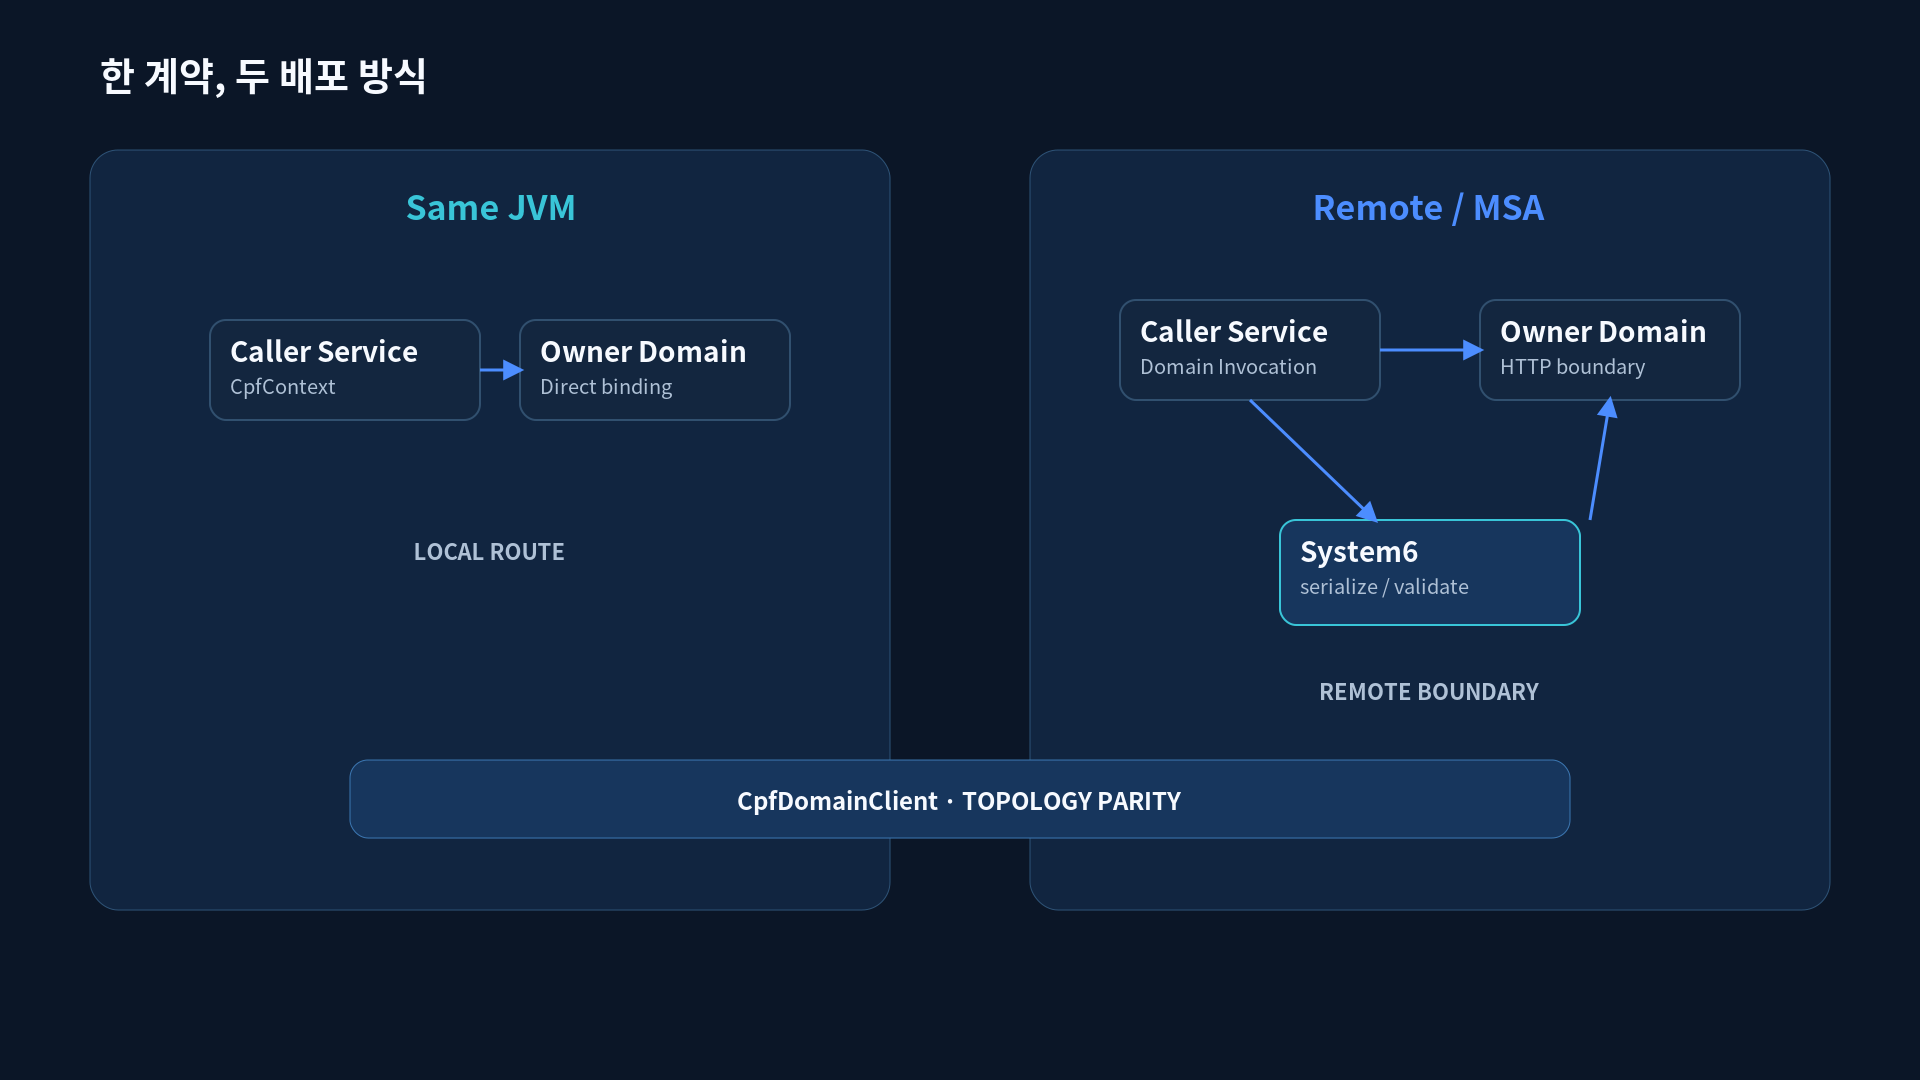 한 계약, 두 배포 방식
Same JVM
Caller Service
CpfContext
Owner Domain
Direct binding
LOCAL ROUTE
Remote / MSA
Caller Service
Domain Invocation
Owner Domain
HTTP boundary
System6
serialize / validate
REMOTE BOUNDARY
CpfDomainClient · TOPOLOGY PARITY